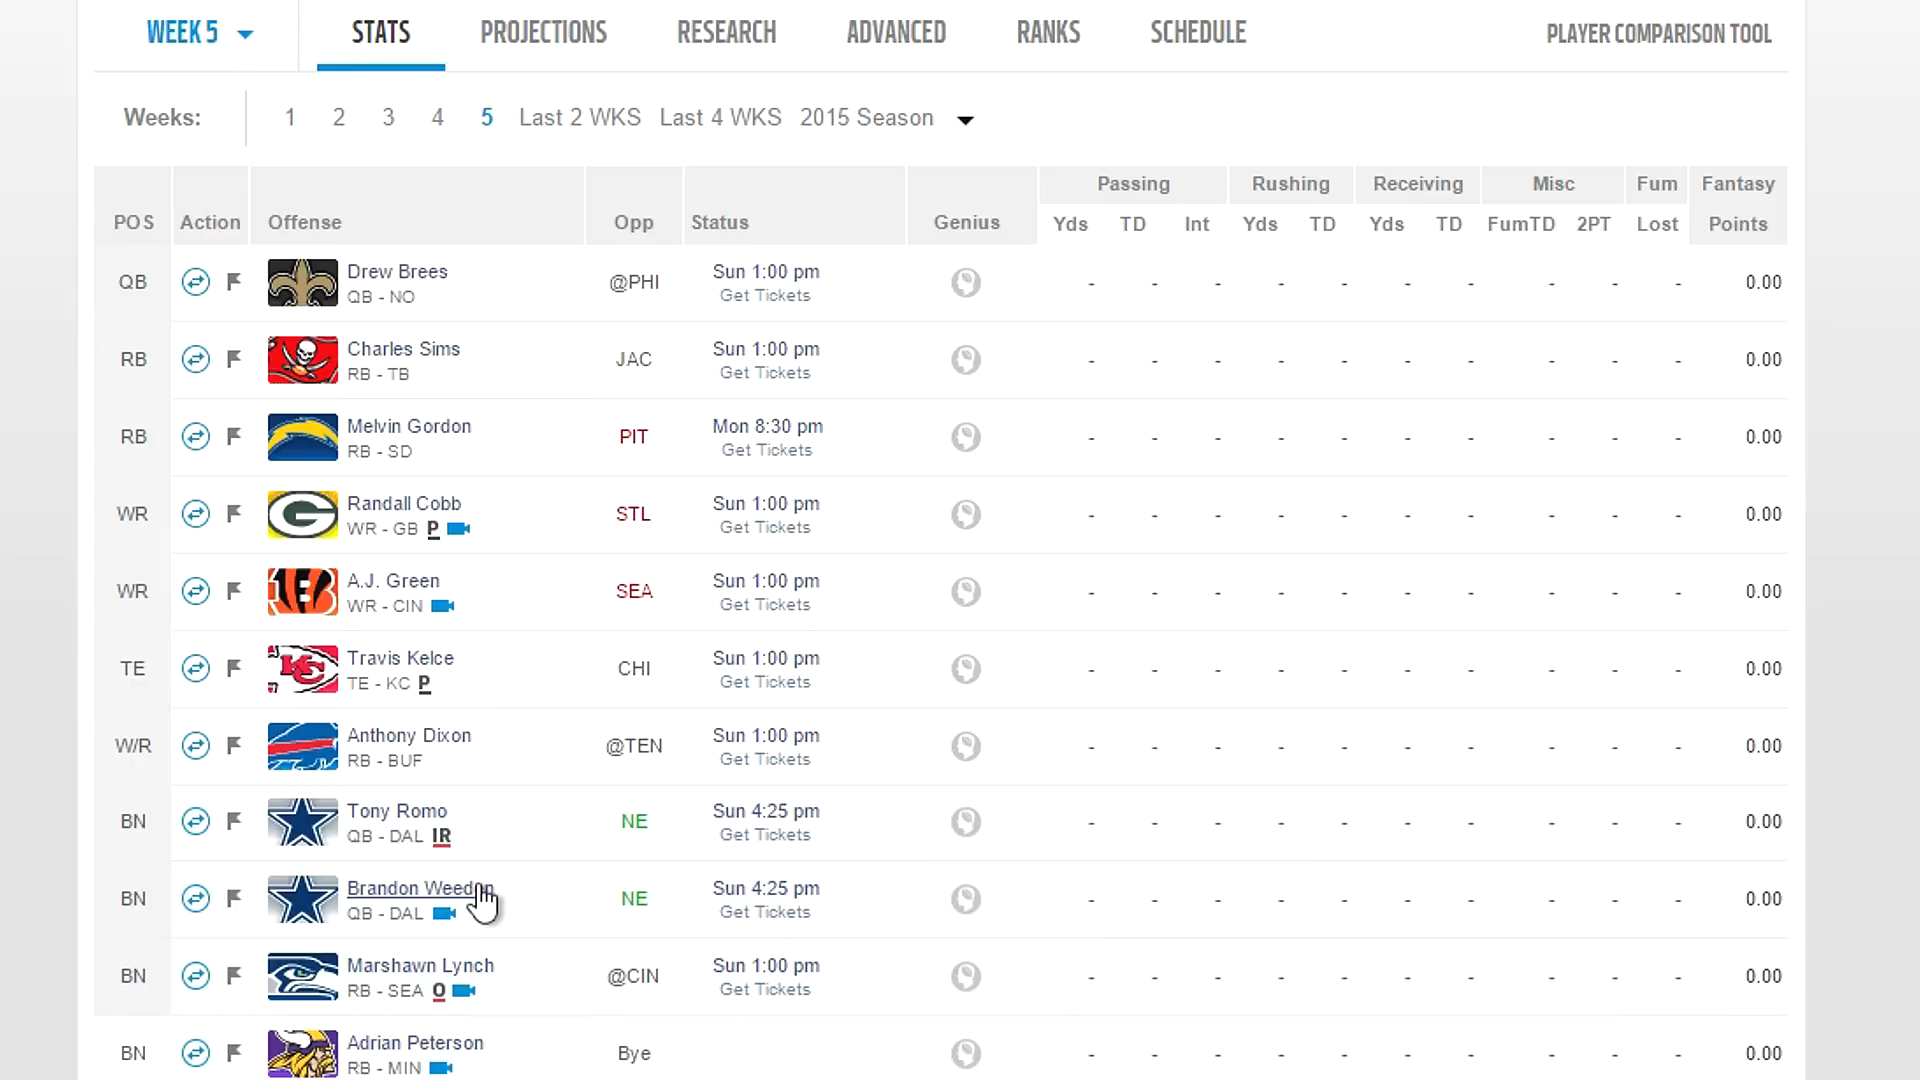 WEEK 5 STATS PROJECTIONS RESEARCH ADVANCED RANKS SCHEDULE PLAYER COMPARISON TOOL
Weeks: 1 2 3 4 5 Last 2 WKS Last 4 WKS 2015 Season
Passing Rushing Receiving Misc Fum Fantasy
POS Action Offense Opp Status Genius Yds TD Int Yds TD Yds TD FumTD 2PT Lost Points
QB Drew Brees @PHI Sun 1:00 pm - - - - - - - - - - 0.00
QB - NO Get Tickets
RB Charles Sims JAC Sun 1:00 pm - - - - - - - - - - 0.00
RB - TB Get Tickets
RB Melvin Gordon PIT Mon 8:30 pm - - - - - - - - - - 0.00
RB - SD Get Tickets
WR Randall Cobb STL Sun 1:00 pm - - - - - - - - - - 0.00
WR - GB P Get Tickets
WR A.J. Green SEA Sun 1:00 pm - - - - - - - - - - 0.00
WR - CIN Get Tickets
TE Travis Kelce CHI Sun 1:00 pm - - - - - - - - - - 0.00
TE - KC P Get Tickets
W/R Anthony Dixon @TEN Sun 1:00 pm - - - - - - - - - - 0.00
RB - BUF Get Tickets
BN Tony Romo NE Sun 4:25 pm - - - - - - - - - - 0.00
QB - DAL IR Get Tickets
BN Brandon Weeden NE Sun 4:25 pm - - - - - - - - - - 0.00
QB - DAL Get Tickets
BN Marshawn Lynch @CIN Sun 1:00 pm - - - - - - - - - - 0.00
RB - SEA O Get Tickets
BN Adrian Peterson Bye - - - - - - - - - - 0.00
RB - MIN